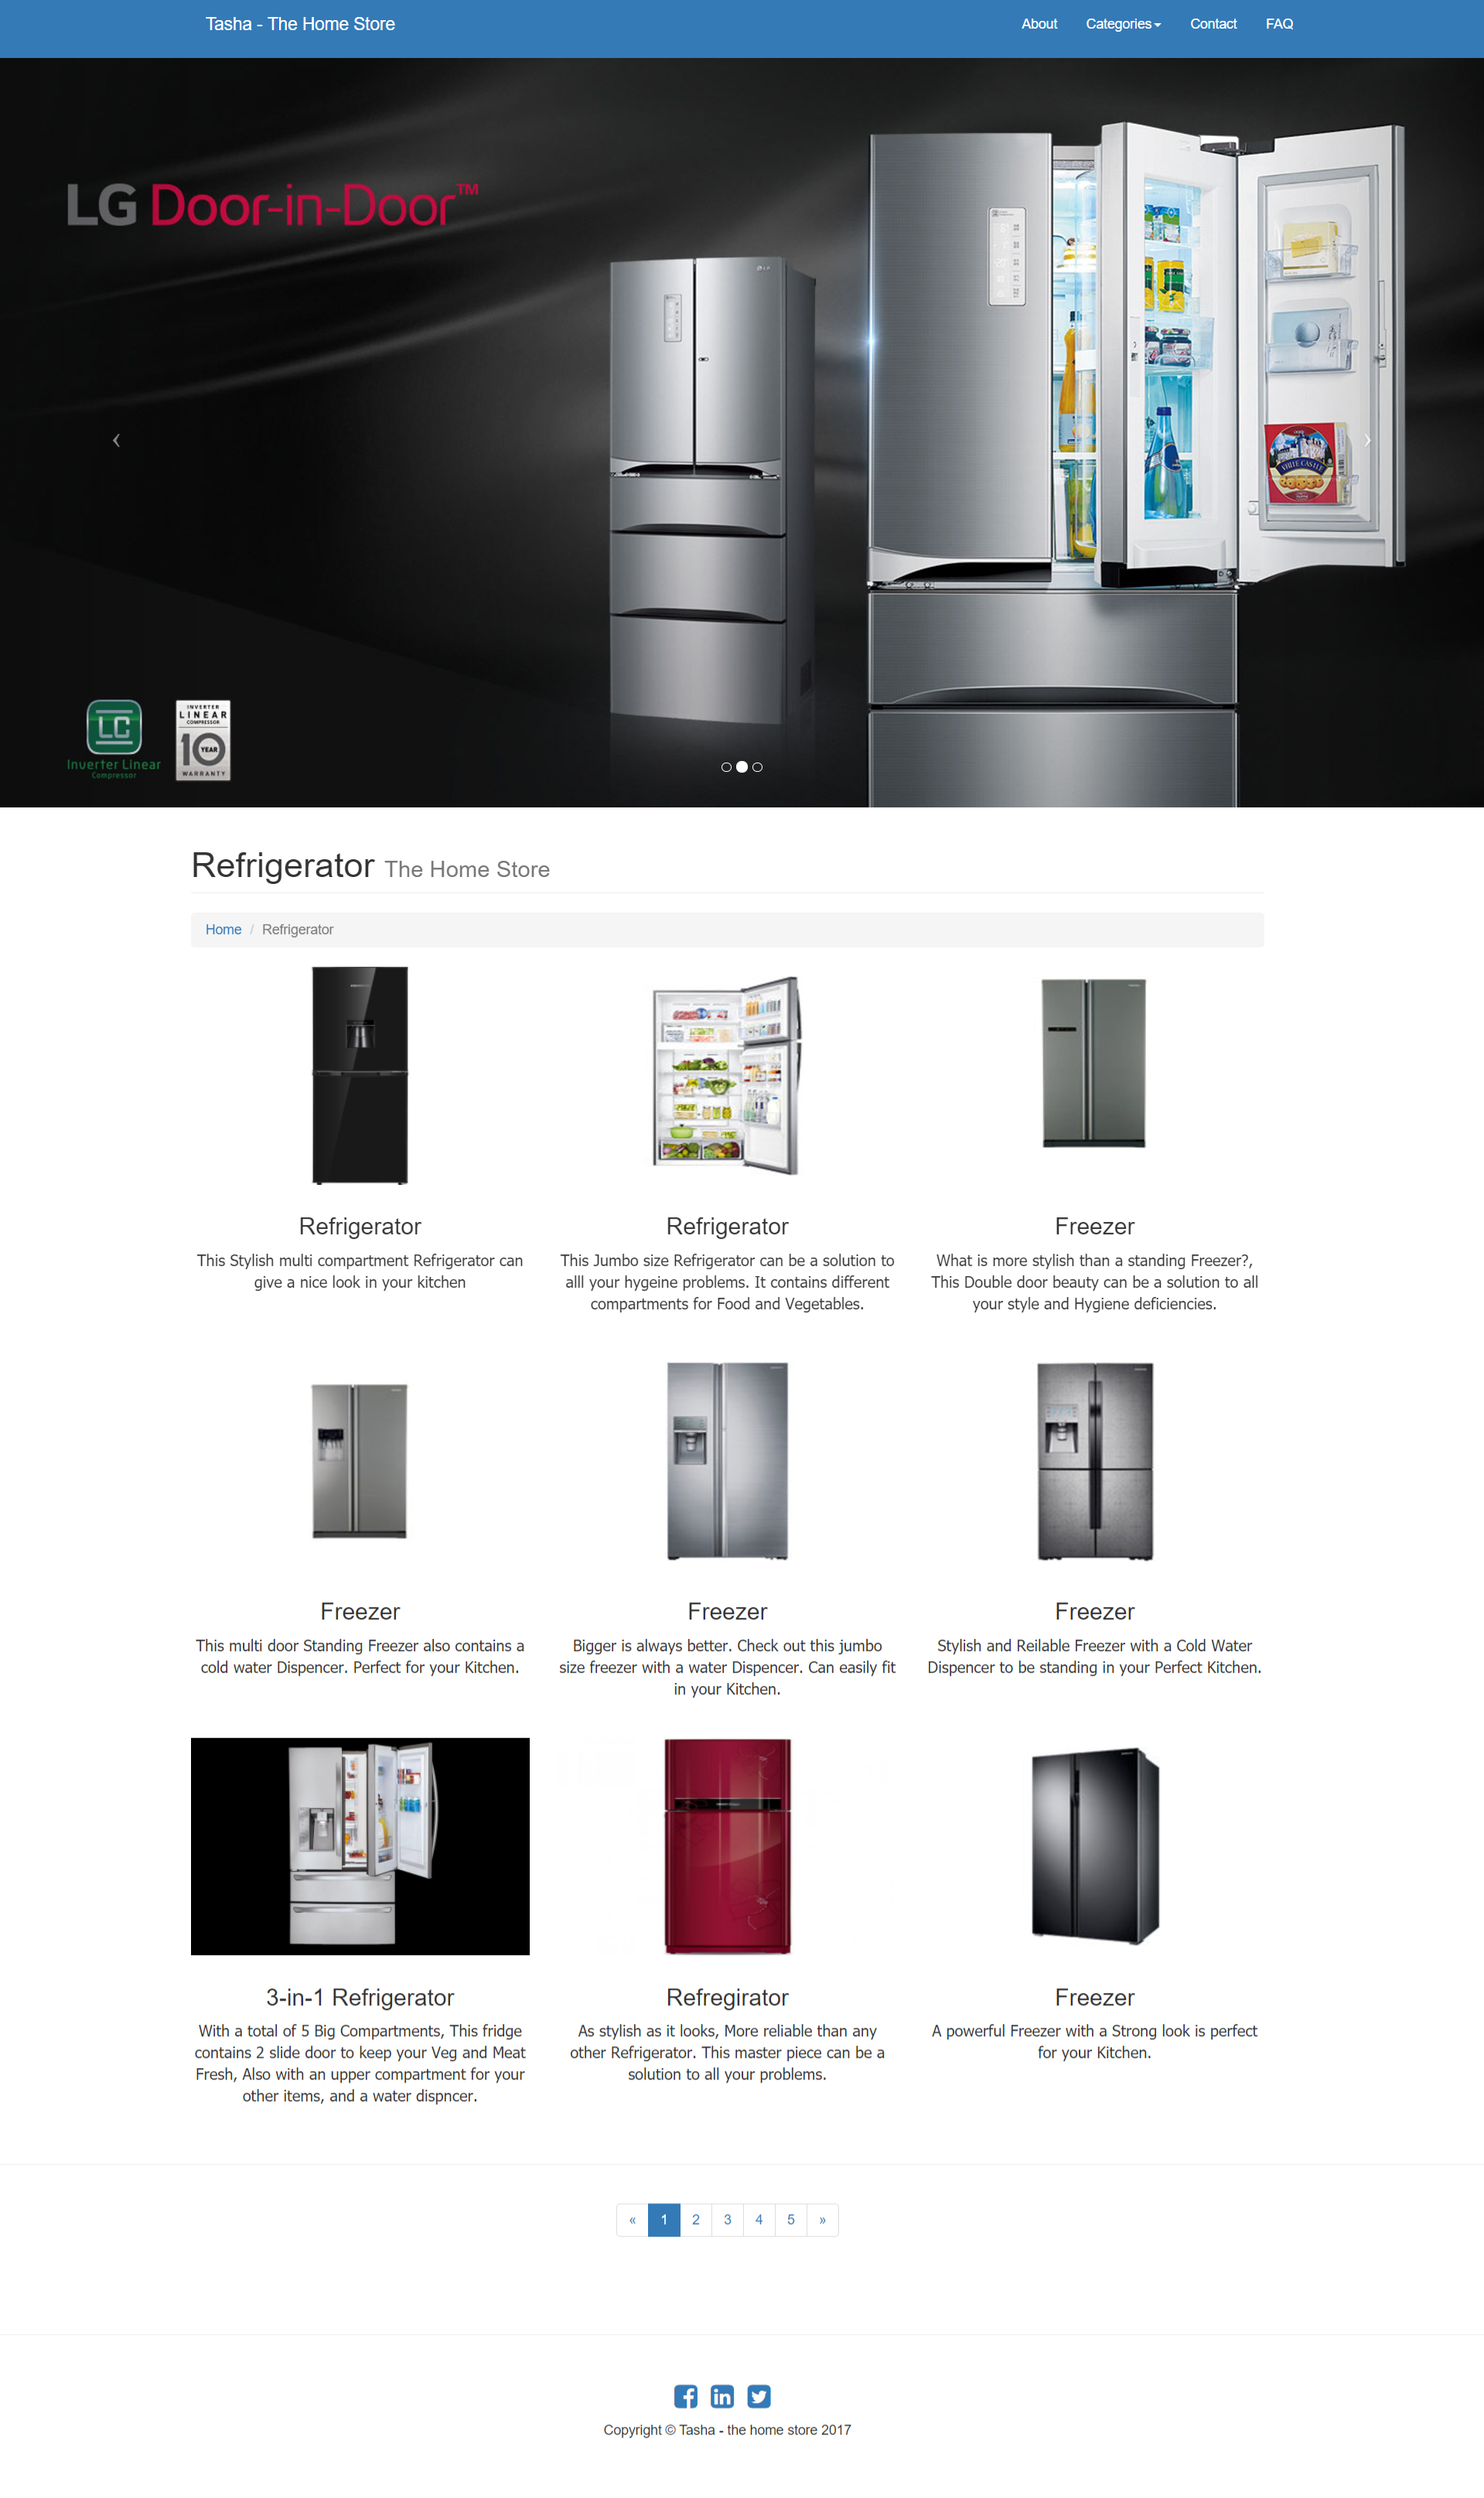 Tasha - The Home Store
About Categories Contact FAQ
LG Door-in-Door™
LC
Inverter Linear
Compressor
INVERTER
LINEAR
COMPRESSOR
10 YEAR
WARRANTY
WHITE CASTLE
Refrigerator The Home Store
Home / Refrigerator
Refrigerator
This Stylish multi compartment Refrigerator can
give a nice look in your kitchen
Refrigerator
This Jumbo size Refrigerator can be a solution to
alll your hygeine problems. It contains different
compartments for Food and Vegetables.
Freezer
What is more stylish than a standing Freezer?,
This Double door beauty can be a solution to all
your style and Hygiene deficiencies.
Freezer
This multi door Standing Freezer also contains a
cold water Dispencer. Perfect for your Kitchen.
Freezer
Bigger is always better. Check out this jumbo
size freezer with a water Dispencer. Can easily fit
in your Kitchen.
Freezer
Stylish and Reilable Freezer with a Cold Water
Dispencer to be standing in your Perfect Kitchen.
3-in-1 Refrigerator
With a total of 5 Big Compartments, This fridge
contains 2 slide door to keep your Veg and Meat
Fresh, Also with an upper compartment for your
other items, and a water dispncer.
Refregirator
As stylish as it looks, More reliable than any
other Refrigerator. This master piece can be a
solution to all your problems.
Freezer
A powerful Freezer with a Strong look is perfect
for your Kitchen.
« 1 2 3 4 5 »
Copyright © Tasha - the home store 2017